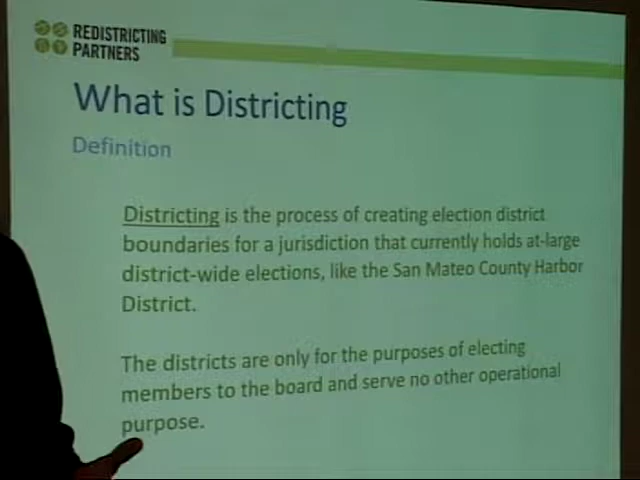 REDISTRICTING
PARTNERS
What is Districting
Definition
Districting is the process of creating election district
boundaries for a jurisdiction that currently holds at-large
district-wide elections, like the San Mateo County Harbor
District.
The districts are only for the purposes of electing
members to the board and serve no other operational
purpose.